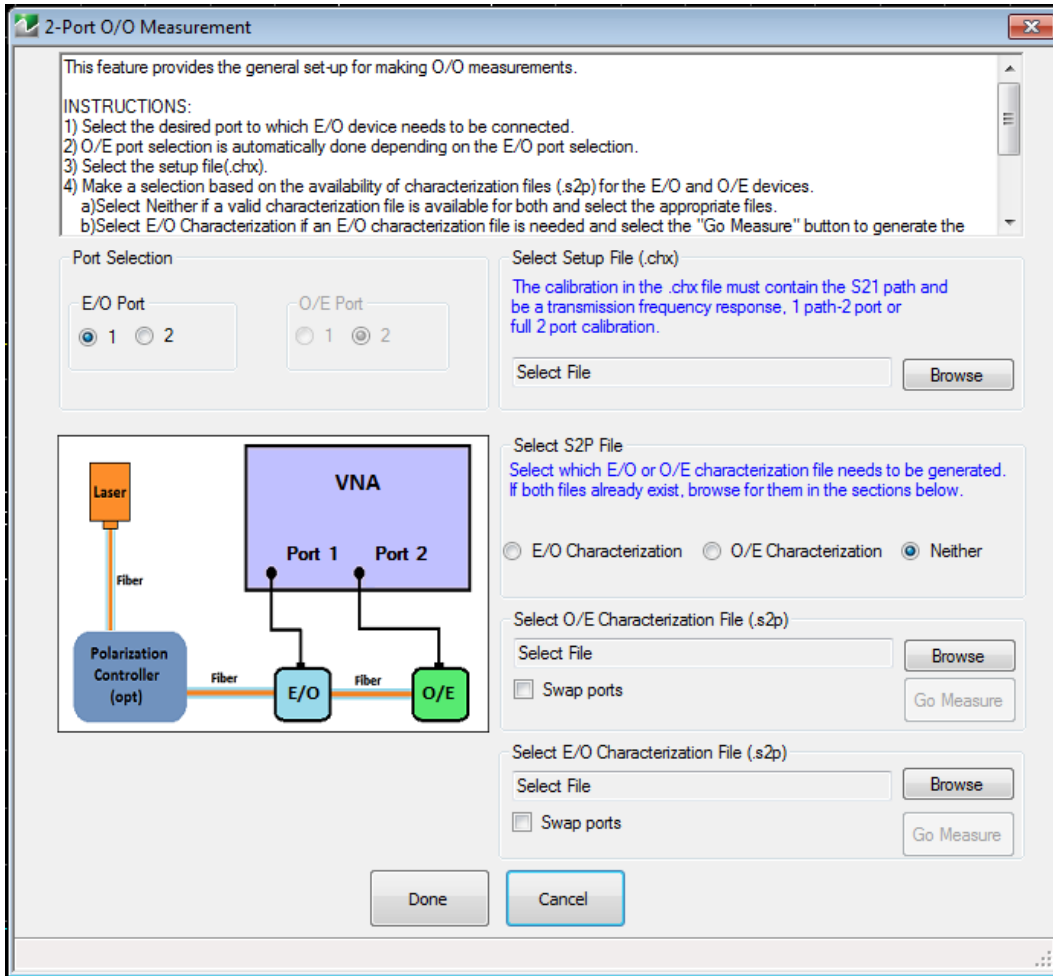 2-Port O/O Measurement
This feature provides the general set-up for making O/O measurements.
INSTRUCTIONS:
1) Select the desired port to which E/O device needs to be connected.
2) O/E port selection is automatically done depending on the E/O port selection.
3) Select the setup file(.chx).
4) Make a selection based on the availability of characterization files (.s2p) for the E/O and O/E devices.
a)Select Neither if a valid characterization file is available for both and select the appropriate files.
b)Select E/O Characterization if an E/O characterization file is needed and select the "Go Measure" button to generate the
Port Selection
E/O Port
1 2
O/E Port
1 2
Select Setup File (.chx)
The calibration in the .chx file must contain the S21 path and
be a transmission frequency response, 1 path-2 port or
full 2 port calibration.
Select File
Browse
Laser
Fiber
VNA
Port 1 Port 2
Polarization
Controller
(opt)
Fiber
E/O
Fiber
O/E
Select S2P File
Select which E/O or O/E characterization file needs to be generated.
If both files already exist, browse for them in the sections below.
E/O Characterization O/E Characterization Neither
Select O/E Characterization File (.s2p)
Select File
Browse
Swap ports
Go Measure
Select E/O Characterization File (.s2p)
Select File
Browse
Swap ports
Go Measure
Done
Cancel